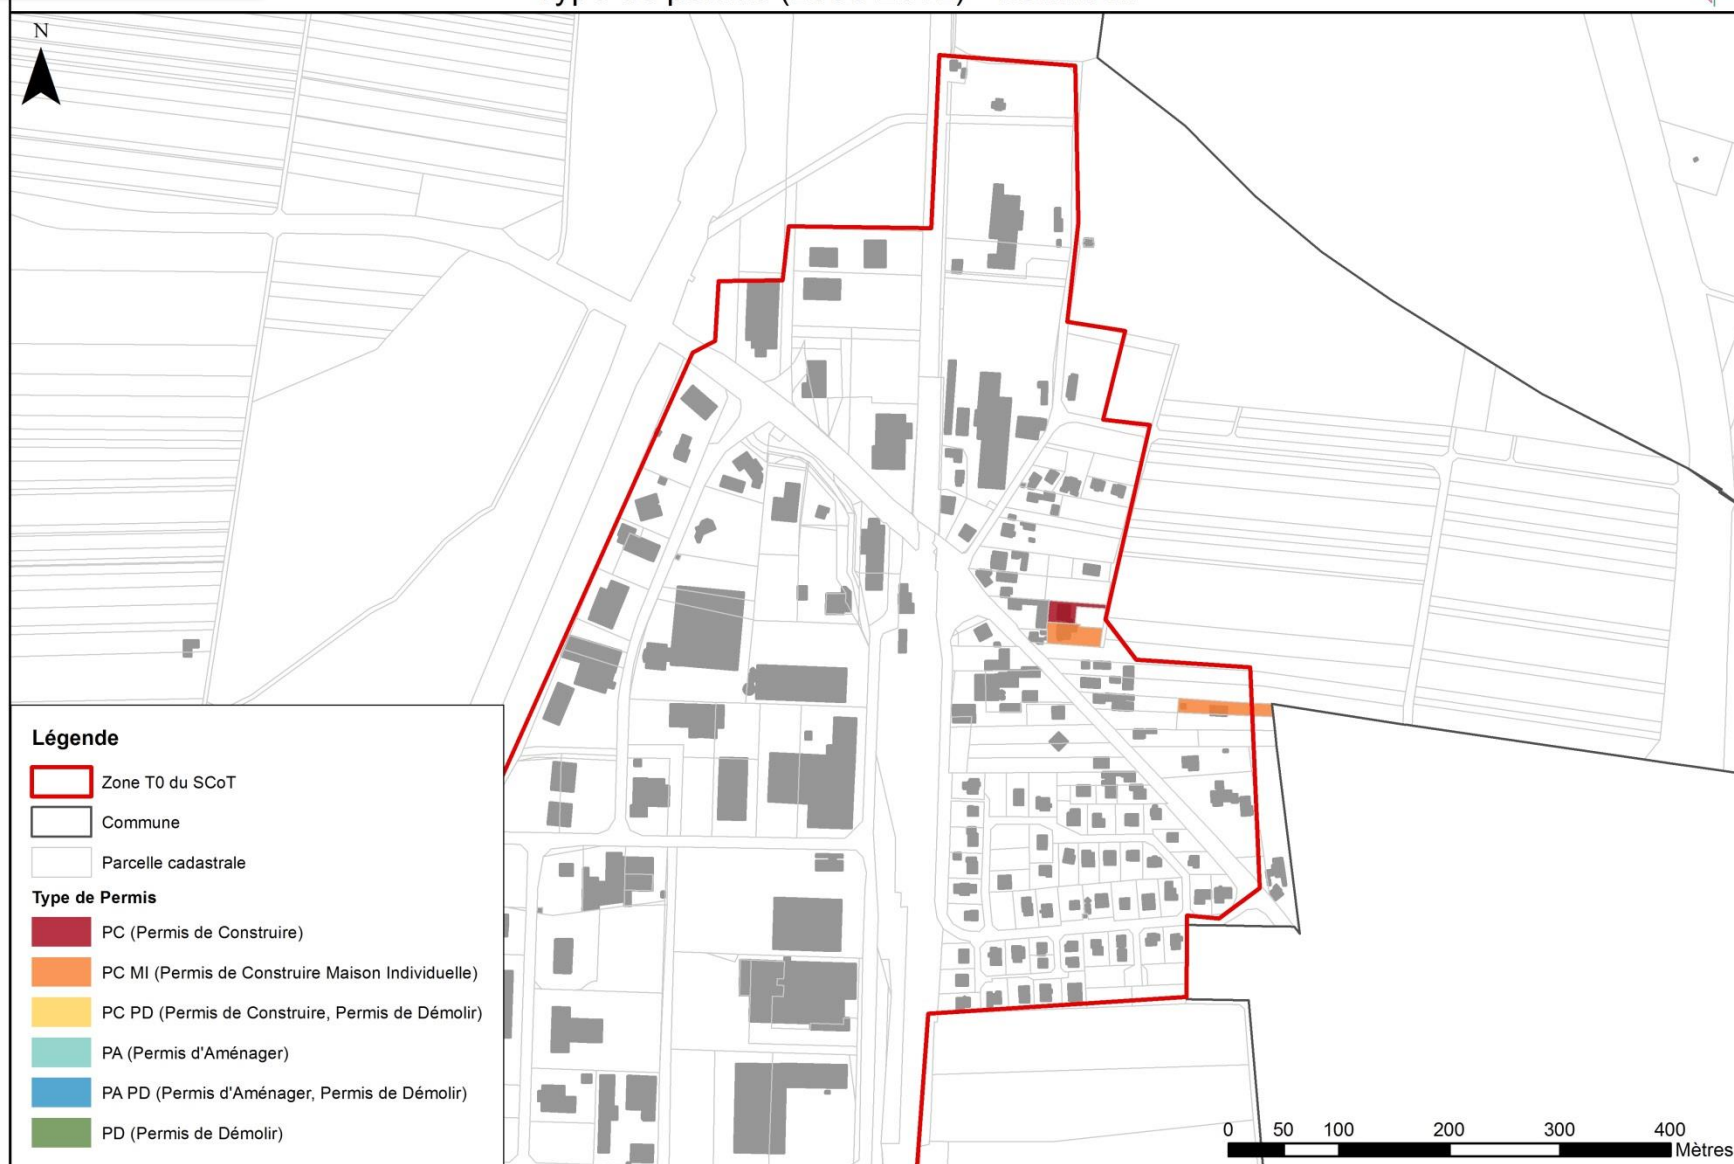 N
Légende
Zone T0 du SCoT
Commune
Parcelle cadastrale
Type de Permis
PC (Permis de Construire)
PC MI (Permis de Construire Maison Individuelle)
PC PD (Permis de Construire, Permis de Démolir)
PA (Permis d'Aménager)
PA PD (Permis d'Aménager, Permis de Démolir)
PD (Permis de Démolir)
0 50 100 200 300 400
Mètres